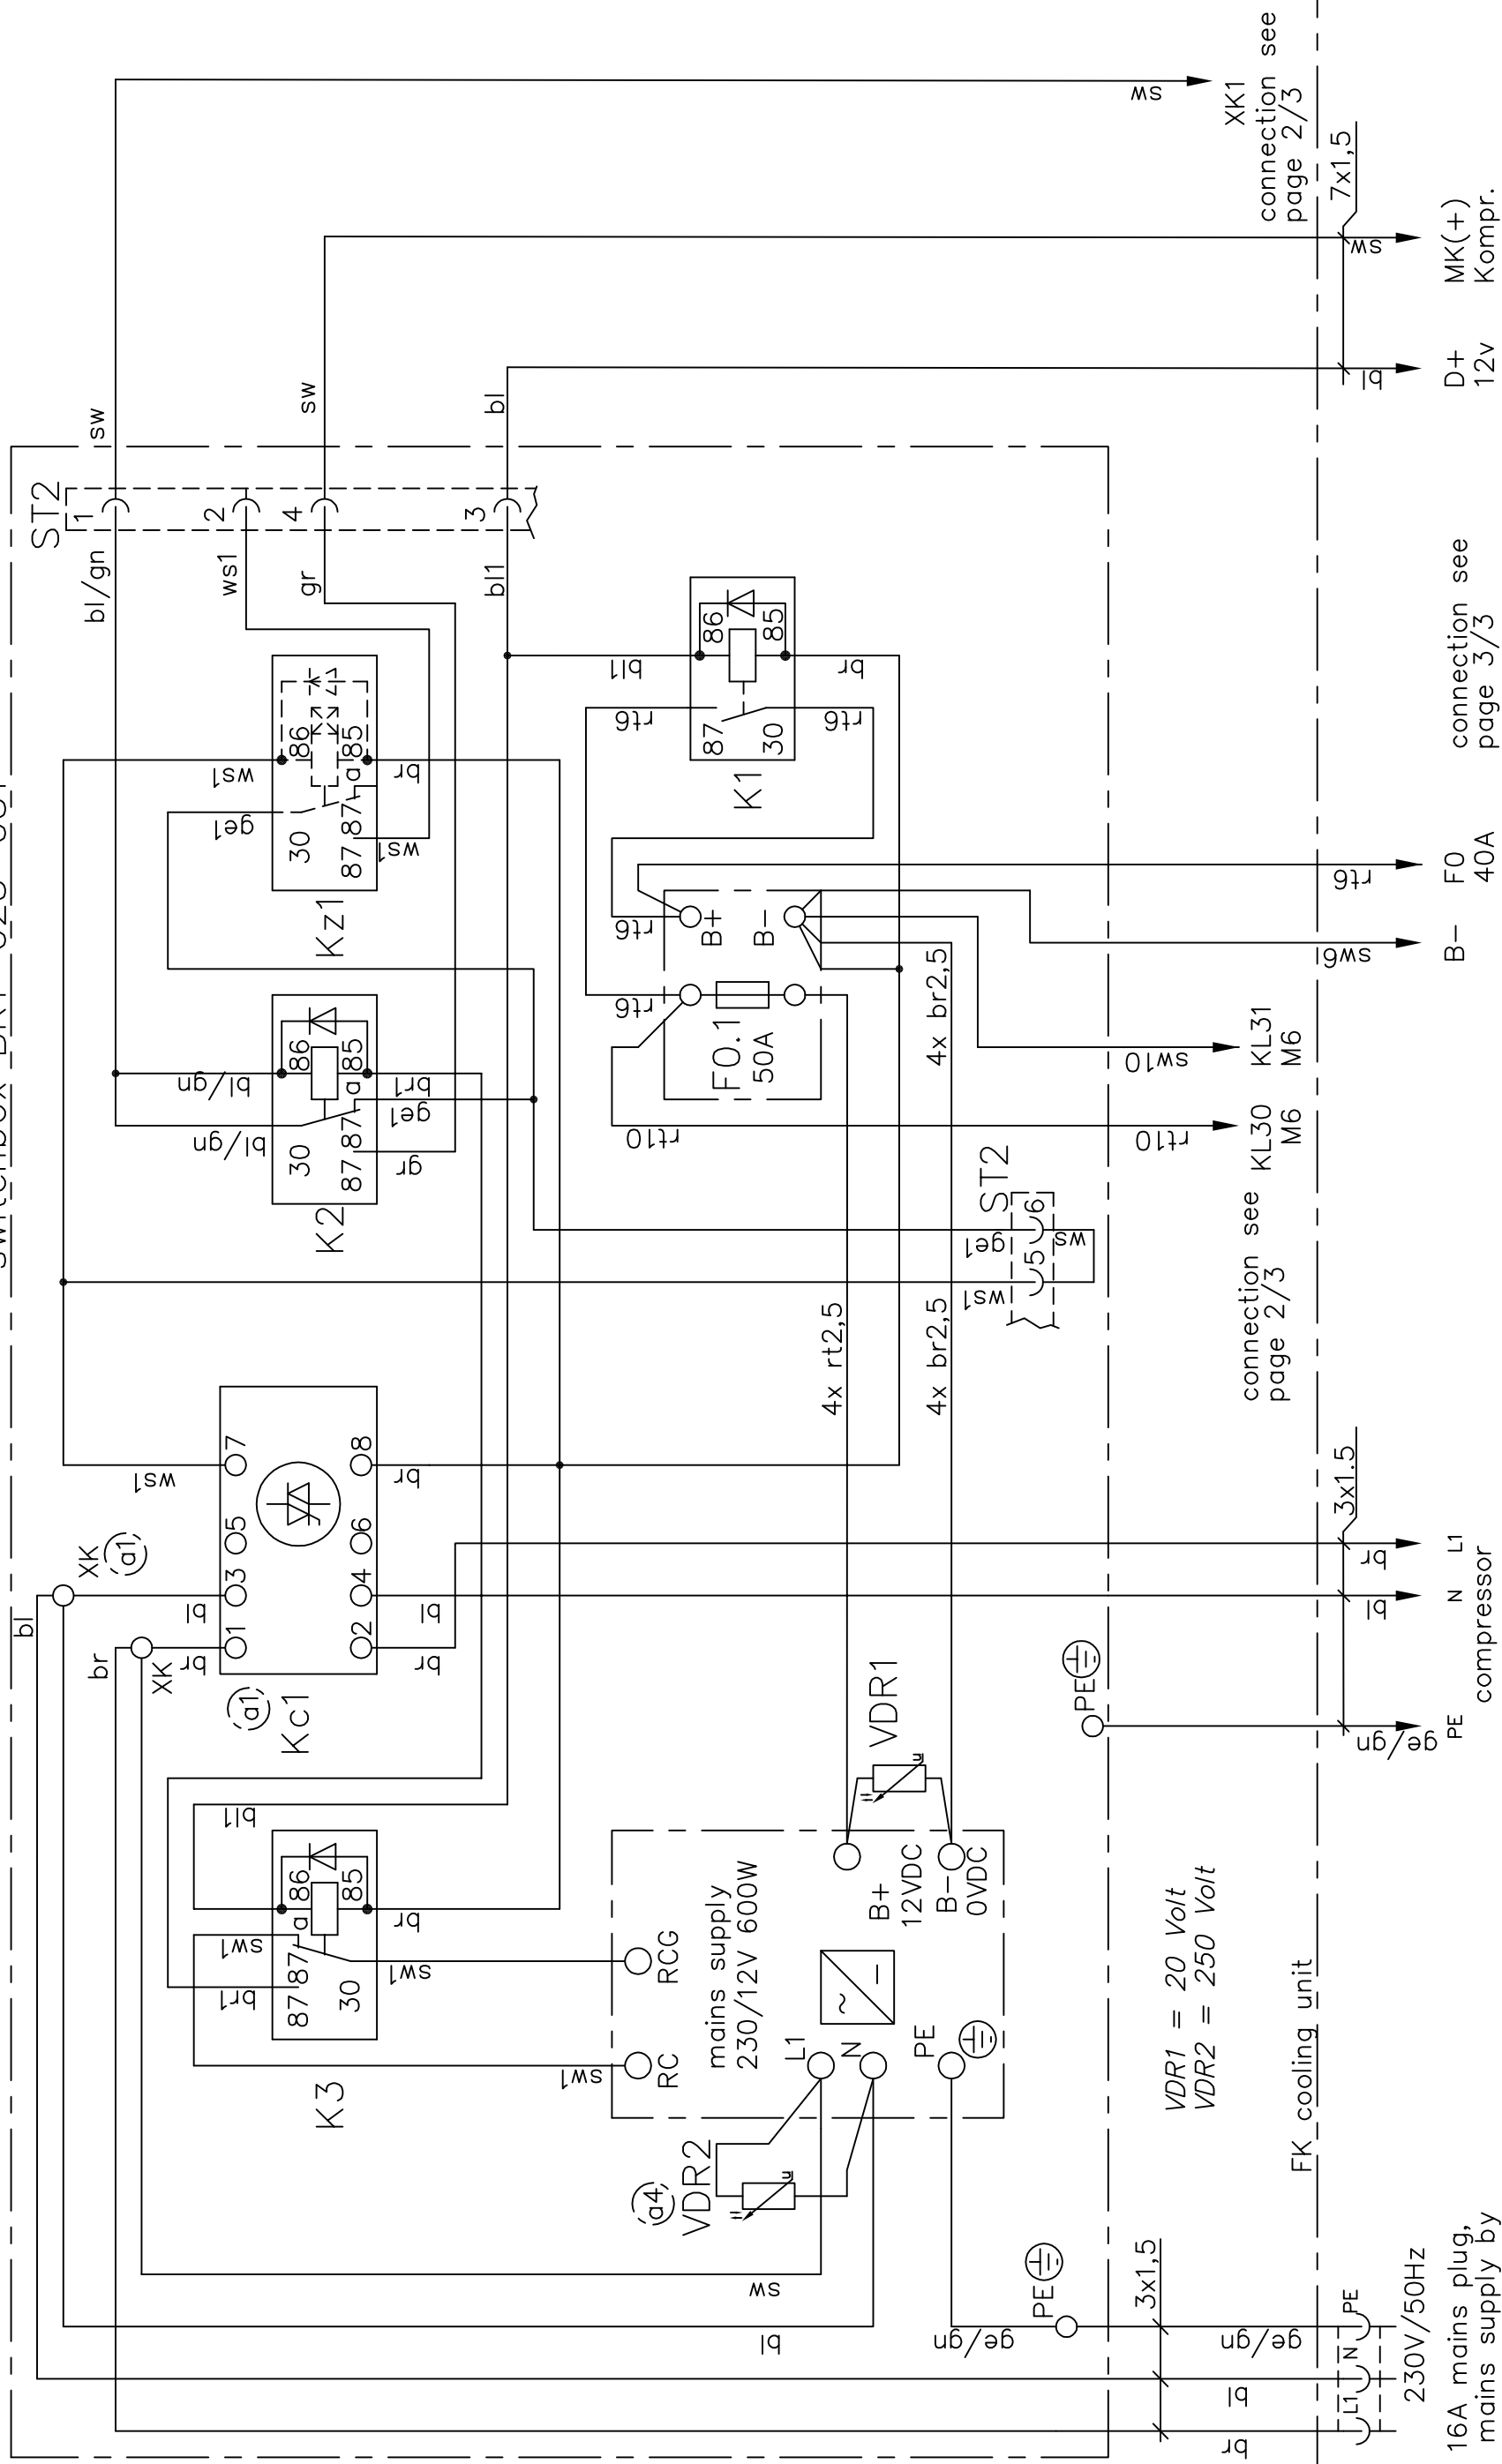 switchbox
bl
XK
a1
ST2
1
sw
br
XK
bl/gn
ws1
br
bl
a1
Kc1
1
3
5
7
2
4
6
8
br
bl
br
K3
bl1
sw1
br1
87
87
a
86
85
30
br
sw1
sw1
K2
bl/gn
bl/gn
30
86
87
87
a
85
br1
ge1
gr
Kz1
ws1
ge1
30
86
87
87
a
85
br
ws1
2
ws1
4
gr
sw
3
bl1
bl
K1
bl1
rt6
87
86
30
85
br
rt6
rt6
rt6
B+
B-
F0.1
50A
rt10
4x rt2,5
4x br2,5
4x br2,5
ST2
5
6
ws1
ge1
ws
a4
VDR2
u
RC
RCG
mains supply
230/12V 600W
L1
N
PE
~
B+
12VDC
B-
0VDC
VDR1
u
sw
bl
ge/gn
PE
PE
3x1,5
VDR1 = 20 Volt
VDR2 = 250 Volt
rt10
sw10
sw
KL30
M6
KL31
M6
XK1
connection see
page 2/3
connection see
page 2/3
FK cooling unit
br
bl
ge/gn
L1
N
PE
230V/50Hz
16A mains plug,
mains supply by
3x1.5
ge/gn
bl
br
PE
N
L1
compressor
sw6
rt6
B-
F0
40A
connection see
page 3/3
7x1,5
bl
sw
D+
12v
MK(+)
Kompr.